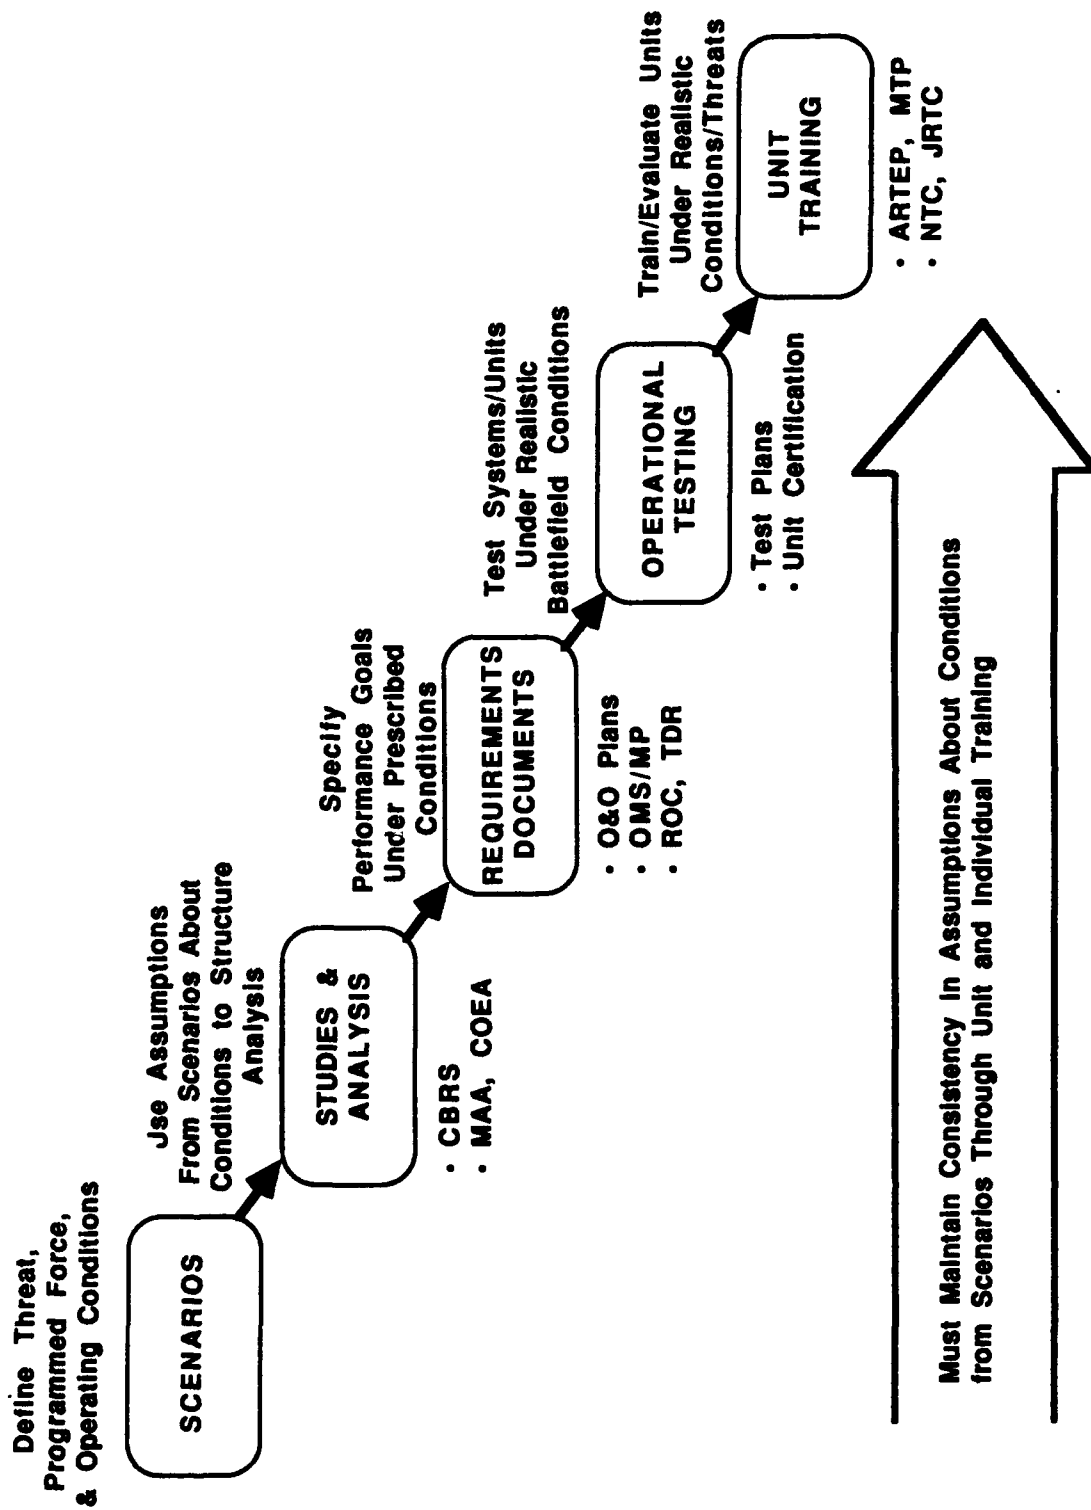 Define Threat,
Programmed Force,
& Operating Conditions
SCENARIOS
Jse Assumptions
From Scenarios About
Conditions to Structure
Analysis
STUDIES &
ANALYSIS
· CBRS
· MAA, COEA
Specify
Performance Goals
Under Prescribed
Conditions
REQUIREMENTS
DOCUMENTS
· O&O Plans
· OMS/MP
· ROC, TDR
Test Systems/Units
Under Realistic
Battlefield Conditions
OPERATIONAL
TESTING
· Test Plans
· Unit Certification
Train/Evaluate Units
Under Realistic
Conditions/Threats
UNIT
TRAINING
· ARTEP, MTP
· NTC, JRTC
Must Maintain Consistency in Assumptions About Conditions
from Scenarios Through Unit and Individual Training